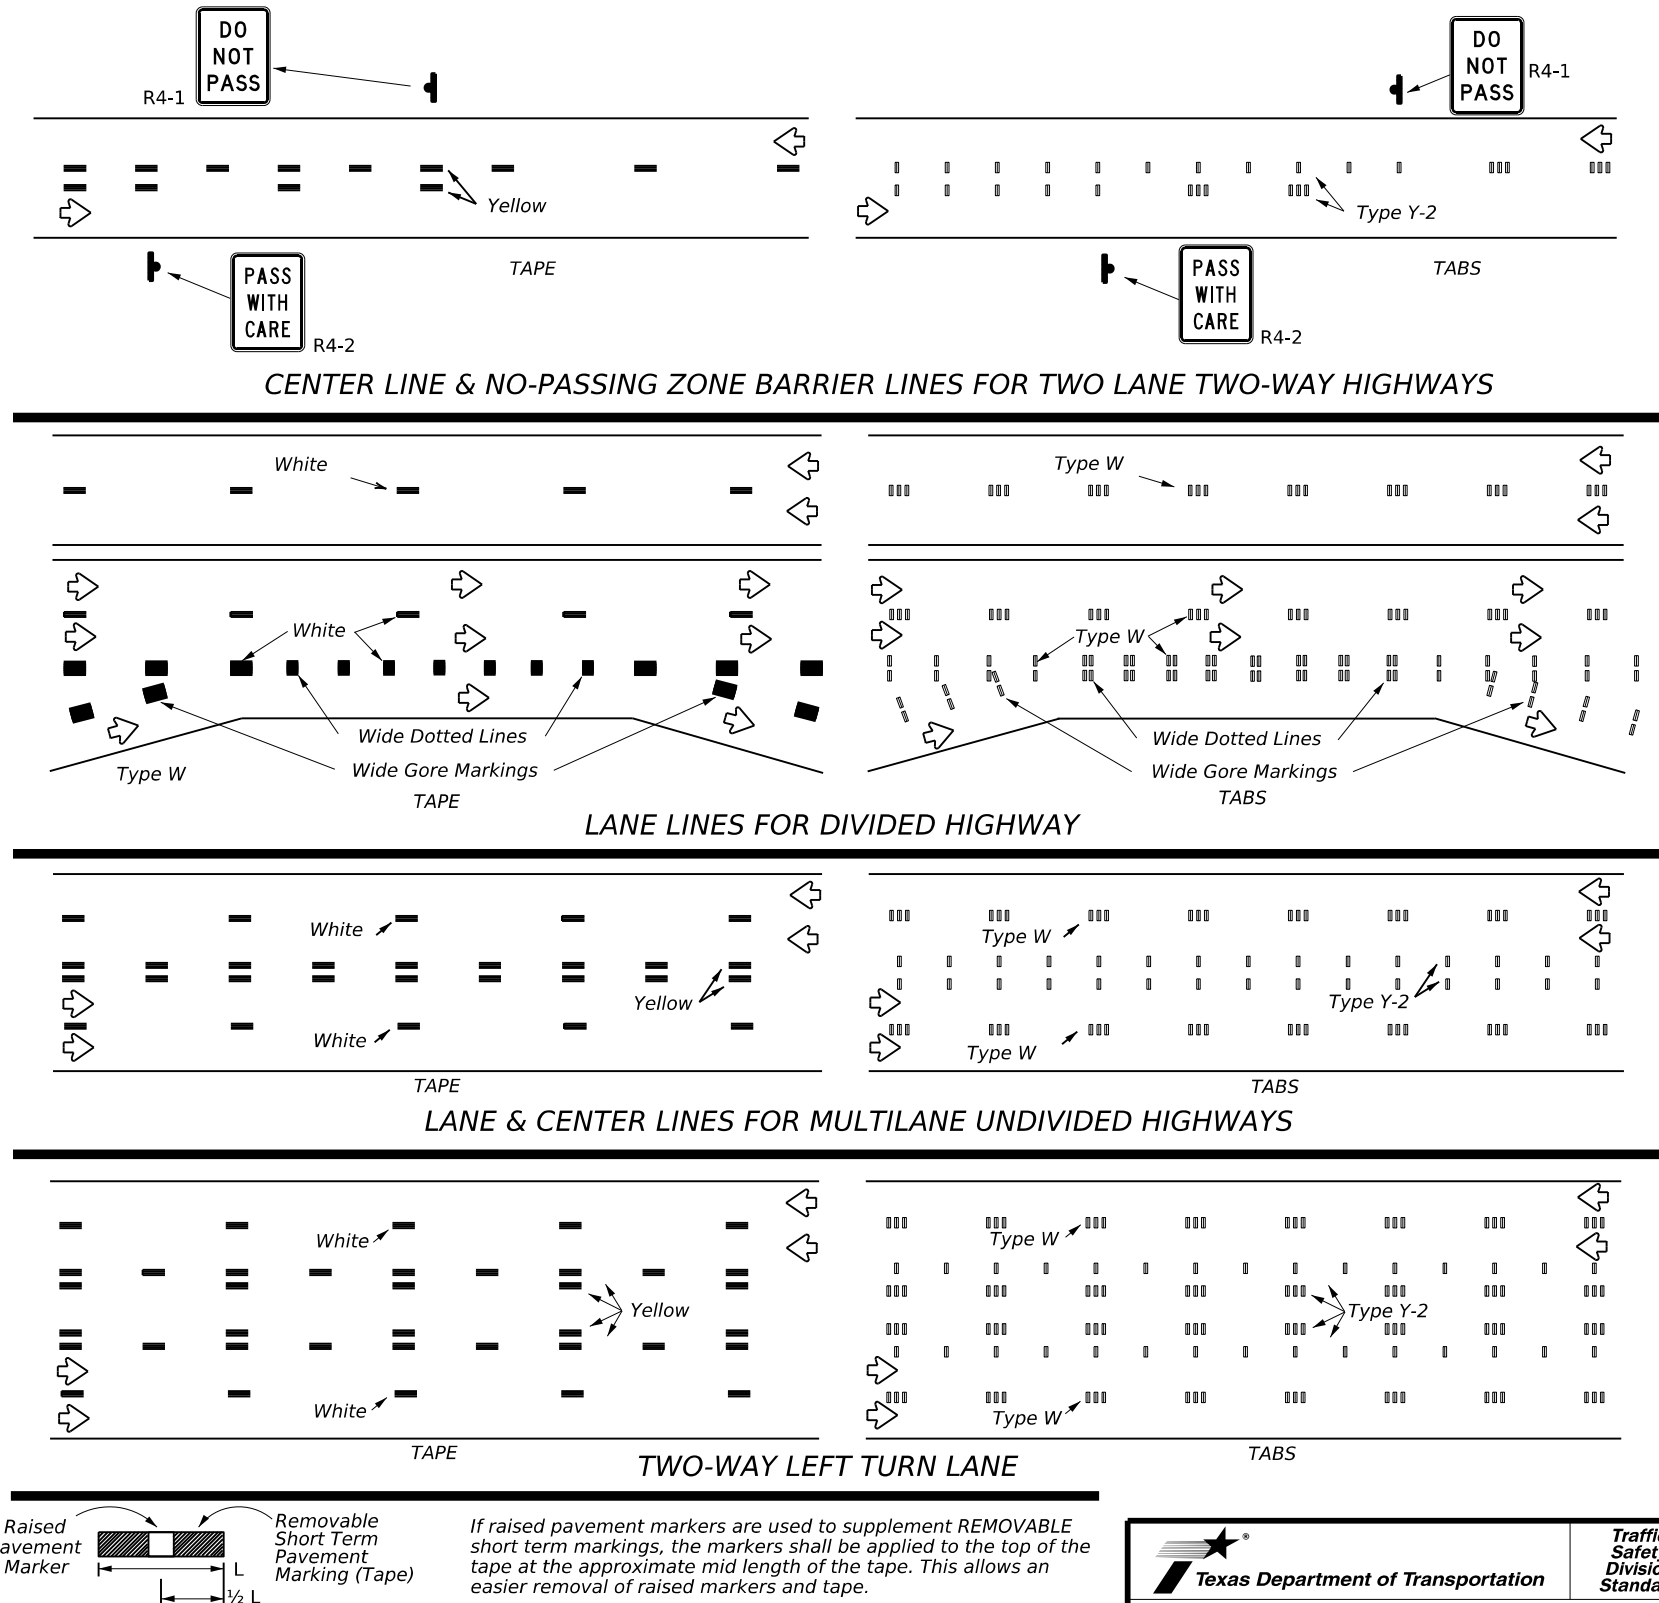 DO
NOT
PASS
R4-1
DO
NOT
PASS
R4-1
Yellow
Type Y-2
TAPE
TABS
PASS
WITH
CARE
R4-2
PASS
WITH
CARE
R4-2
CENTER LINE & NO-PASSING ZONE BARRIER LINES FOR TWO LANE TWO-WAY HIGHWAYS
White
Type W
White
Type W
Wide Dotted Lines
Wide Dotted Lines
Type W
Wide Gore Markings
Wide Gore Markings
TAPE
TABS
LANE LINES FOR DIVIDED HIGHWAY
White
Type W
Yellow
Type Y-2
White
Type W
TAPE
TABS
LANE & CENTER LINES FOR MULTILANE UNDIVIDED HIGHWAYS
White
Type W
Yellow
Type Y-2
White
Type W
TAPE
TABS
TWO-WAY LEFT TURN LANE
Raised
avement
Marker
Removable
Short Term
Pavement
Marking (Tape)
L
½ L
If raised pavement markers are used to supplement REMOVABLE
short term markings, the markers shall be applied to the top of the
tape at the approximate mid length of the tape. This allows an
easier removal of raised markers and tape.
®
Texas Department of Transportation
Traffic
Safet
Divisio
Standa